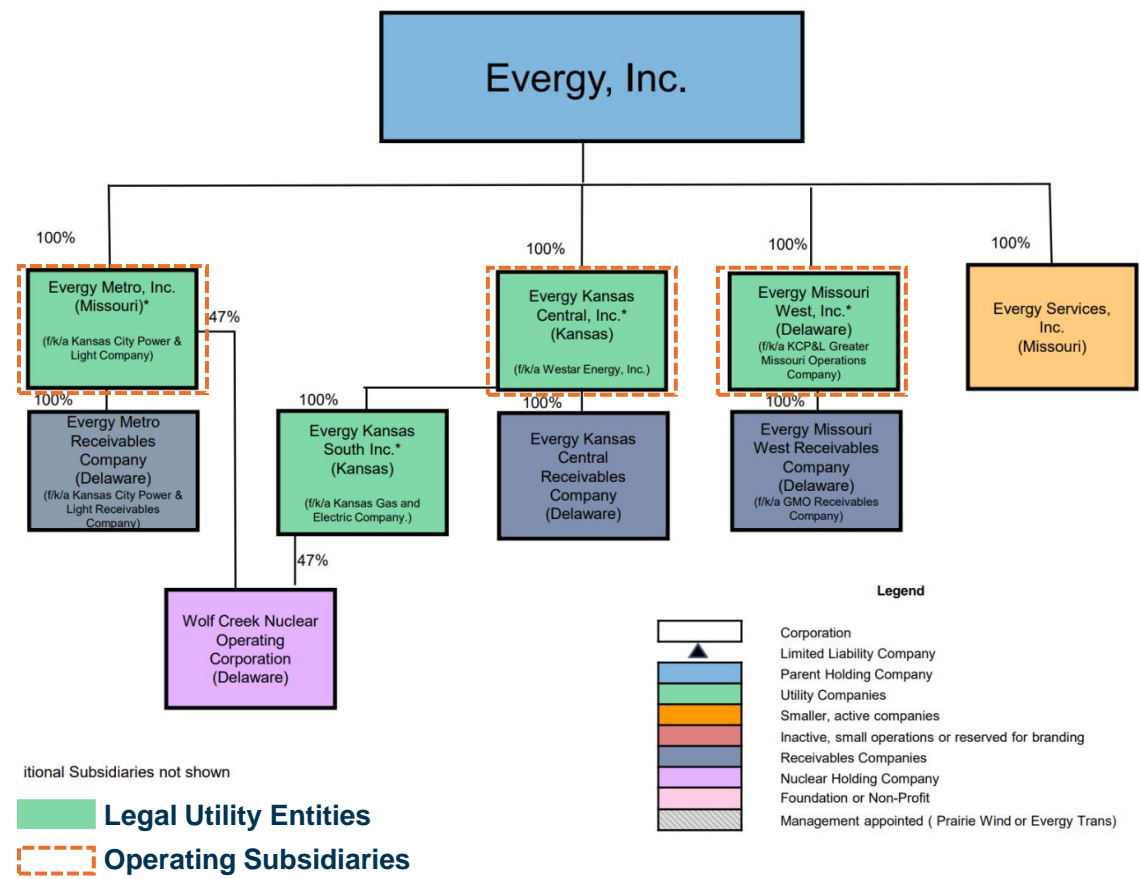 Evergy, Inc.
100%
100%
100%
100%
Evergy Metro, Inc.
(Missouri)*
(f/k/a Kansas City Power &
Light Company)
47%
Evergy Kansas
Central, Inc.*
(Kansas)
(f/k/a Westar Energy, Inc.)
Evergy Missouri
West, Inc.*
(Delaware)
(f/k/a KCP&L Greater
Missouri Operations
Company)
Evergy Services,
Inc.
(Missouri)
100%
100%
100%
100%
Evergy Metro
Receivables
Company
(Delaware)
(f/k/a Kansas City Power &
Light Receivables
Company)
Evergy Kansas
South Inc.*
(Kansas)
(f/k/a Kansas Gas and
Electric Company.)
Evergy Kansas
Central
Receivables
Company
(Delaware)
Evergy Missouri
West Receivables
Company
(Delaware)
(f/k/a GMO Receivables
Company)
47%
Wolf Creek Nuclear
Operating
Corporation
(Delaware)
Legend
Corporation
Limited Liability Company
Parent Holding Company
Utility Companies
Smaller, active companies
Inactive, small operations or reserved for branding
Receivables Companies
Nuclear Holding Company
Foundation or Non-Profit
Management appointed ( Prairie Wind or Evergy Trans)
itional Subsidiaries not shown
Legal Utility Entities
Operating Subsidiaries